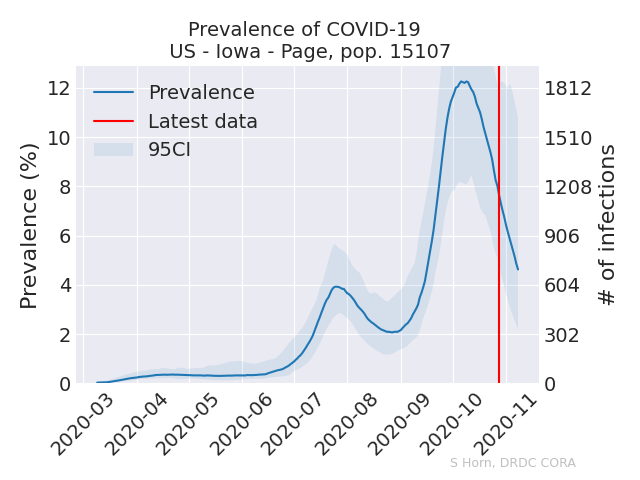 Prevalence of COVID-19
US - Iowa - Page, pop. 15107
Prevalence
Latest data
95CI
Prevalence (%)
12
10
8
6
4
2
0
1812
1510
1208
906
604
302
0
# of infections
2020-03
2020-04
2020-05
2020-06
2020-07
2020-08
2020-09
2020-10
2020-11
S Horn, DRDC CORA